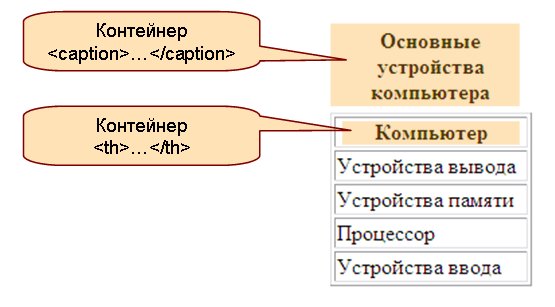 Контейнер
<caption>…</caption>
Основные
устройства
компьютера
Контейнер
<th>…</th>
Компьютер
Устройства вывода
Устройства памяти
Процессор
Устройства ввода